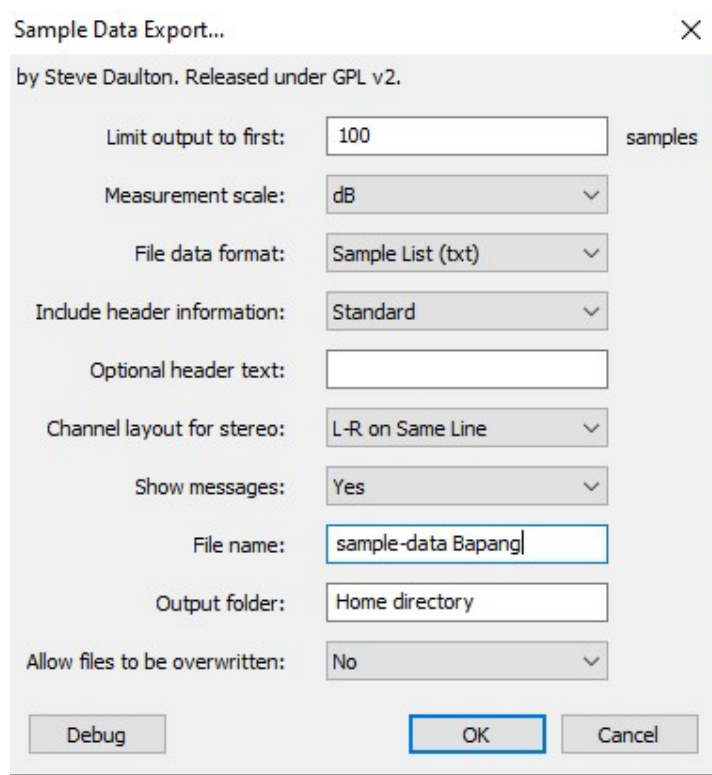 Sample Data Export...
by Steve Daulton. Released under GPL v2.
Limit output to first: 100 samples
Measurement scale: dB
File data format: Sample List (txt)
Include header information: Standard
Optional header text:
Channel layout for stereo: L-R on Same Line
Show messages: Yes
File name: sample-data Bapang
Output folder: Home directory
Allow files to be overwritten: No
Debug OK Cancel